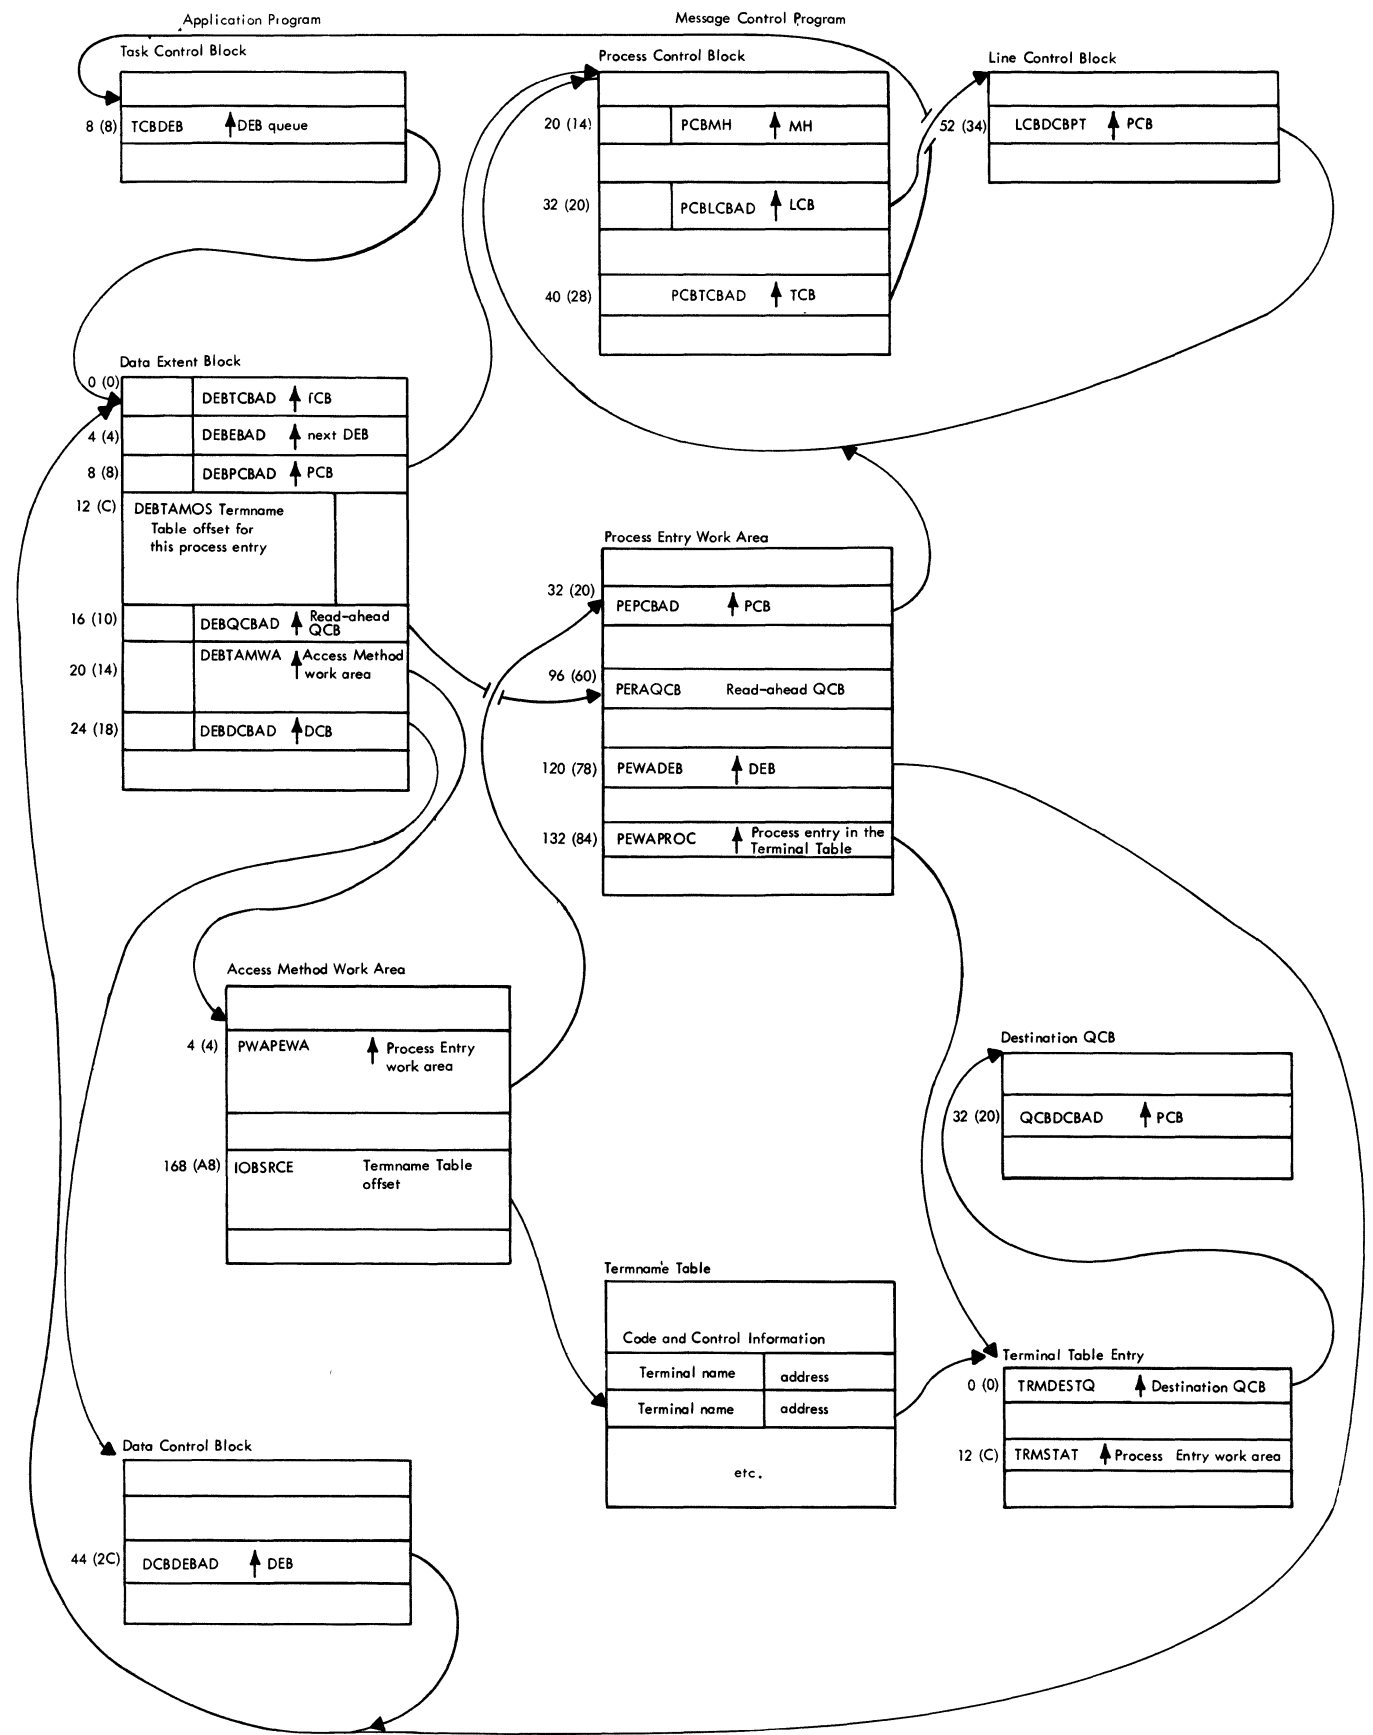 Application Program
Message Control Program
Task Control Block
8 (8) TCBDEB DEB queue
Process Control Block
20 (14) PCBMH MH
32 (20) PCBLCBAD LCB
40 (28) PCBTCBAD TCB
Line Control Block
52 (34) LCBDCBPT PCB
Data Extent Block
0 (0) DEBTCBAD TCB
4 (4) DEBEBAD next DEB
8 (8) DEBPCBAD PCB
12 (C) DEBTAMOS Termname
Table offset for
this process entry
16 (10) DEBQCBAD Read-ahead
QCB
20 (14) DEBTAMWA Access Method
work area
24 (18) DEBDCBAD DCB
Process Entry Work Area
32 (20) PEPCBAD PCB
96 (60) PERAQCB Read-ahead QCB
120 (78) PEWADEB DEB
132 (84) PEWAPROC Process entry in the
Terminal Table
Access Method Work Area
4 (4) PWAPEWA Process Entry
work area
168 (A8) IOBSRCE Termname Table
offset
Destination QCB
32 (20) QCBDCBAD PCB
Termname Table
Code and Control Information
Terminal name address
Terminal name address
etc.
Terminal Table Entry
0 (0) TRMDESTQ Destination QCB
12 (C) TRMSTAT Process Entry work area
Data Control Block
44 (2C) DCBDEBAD DEB